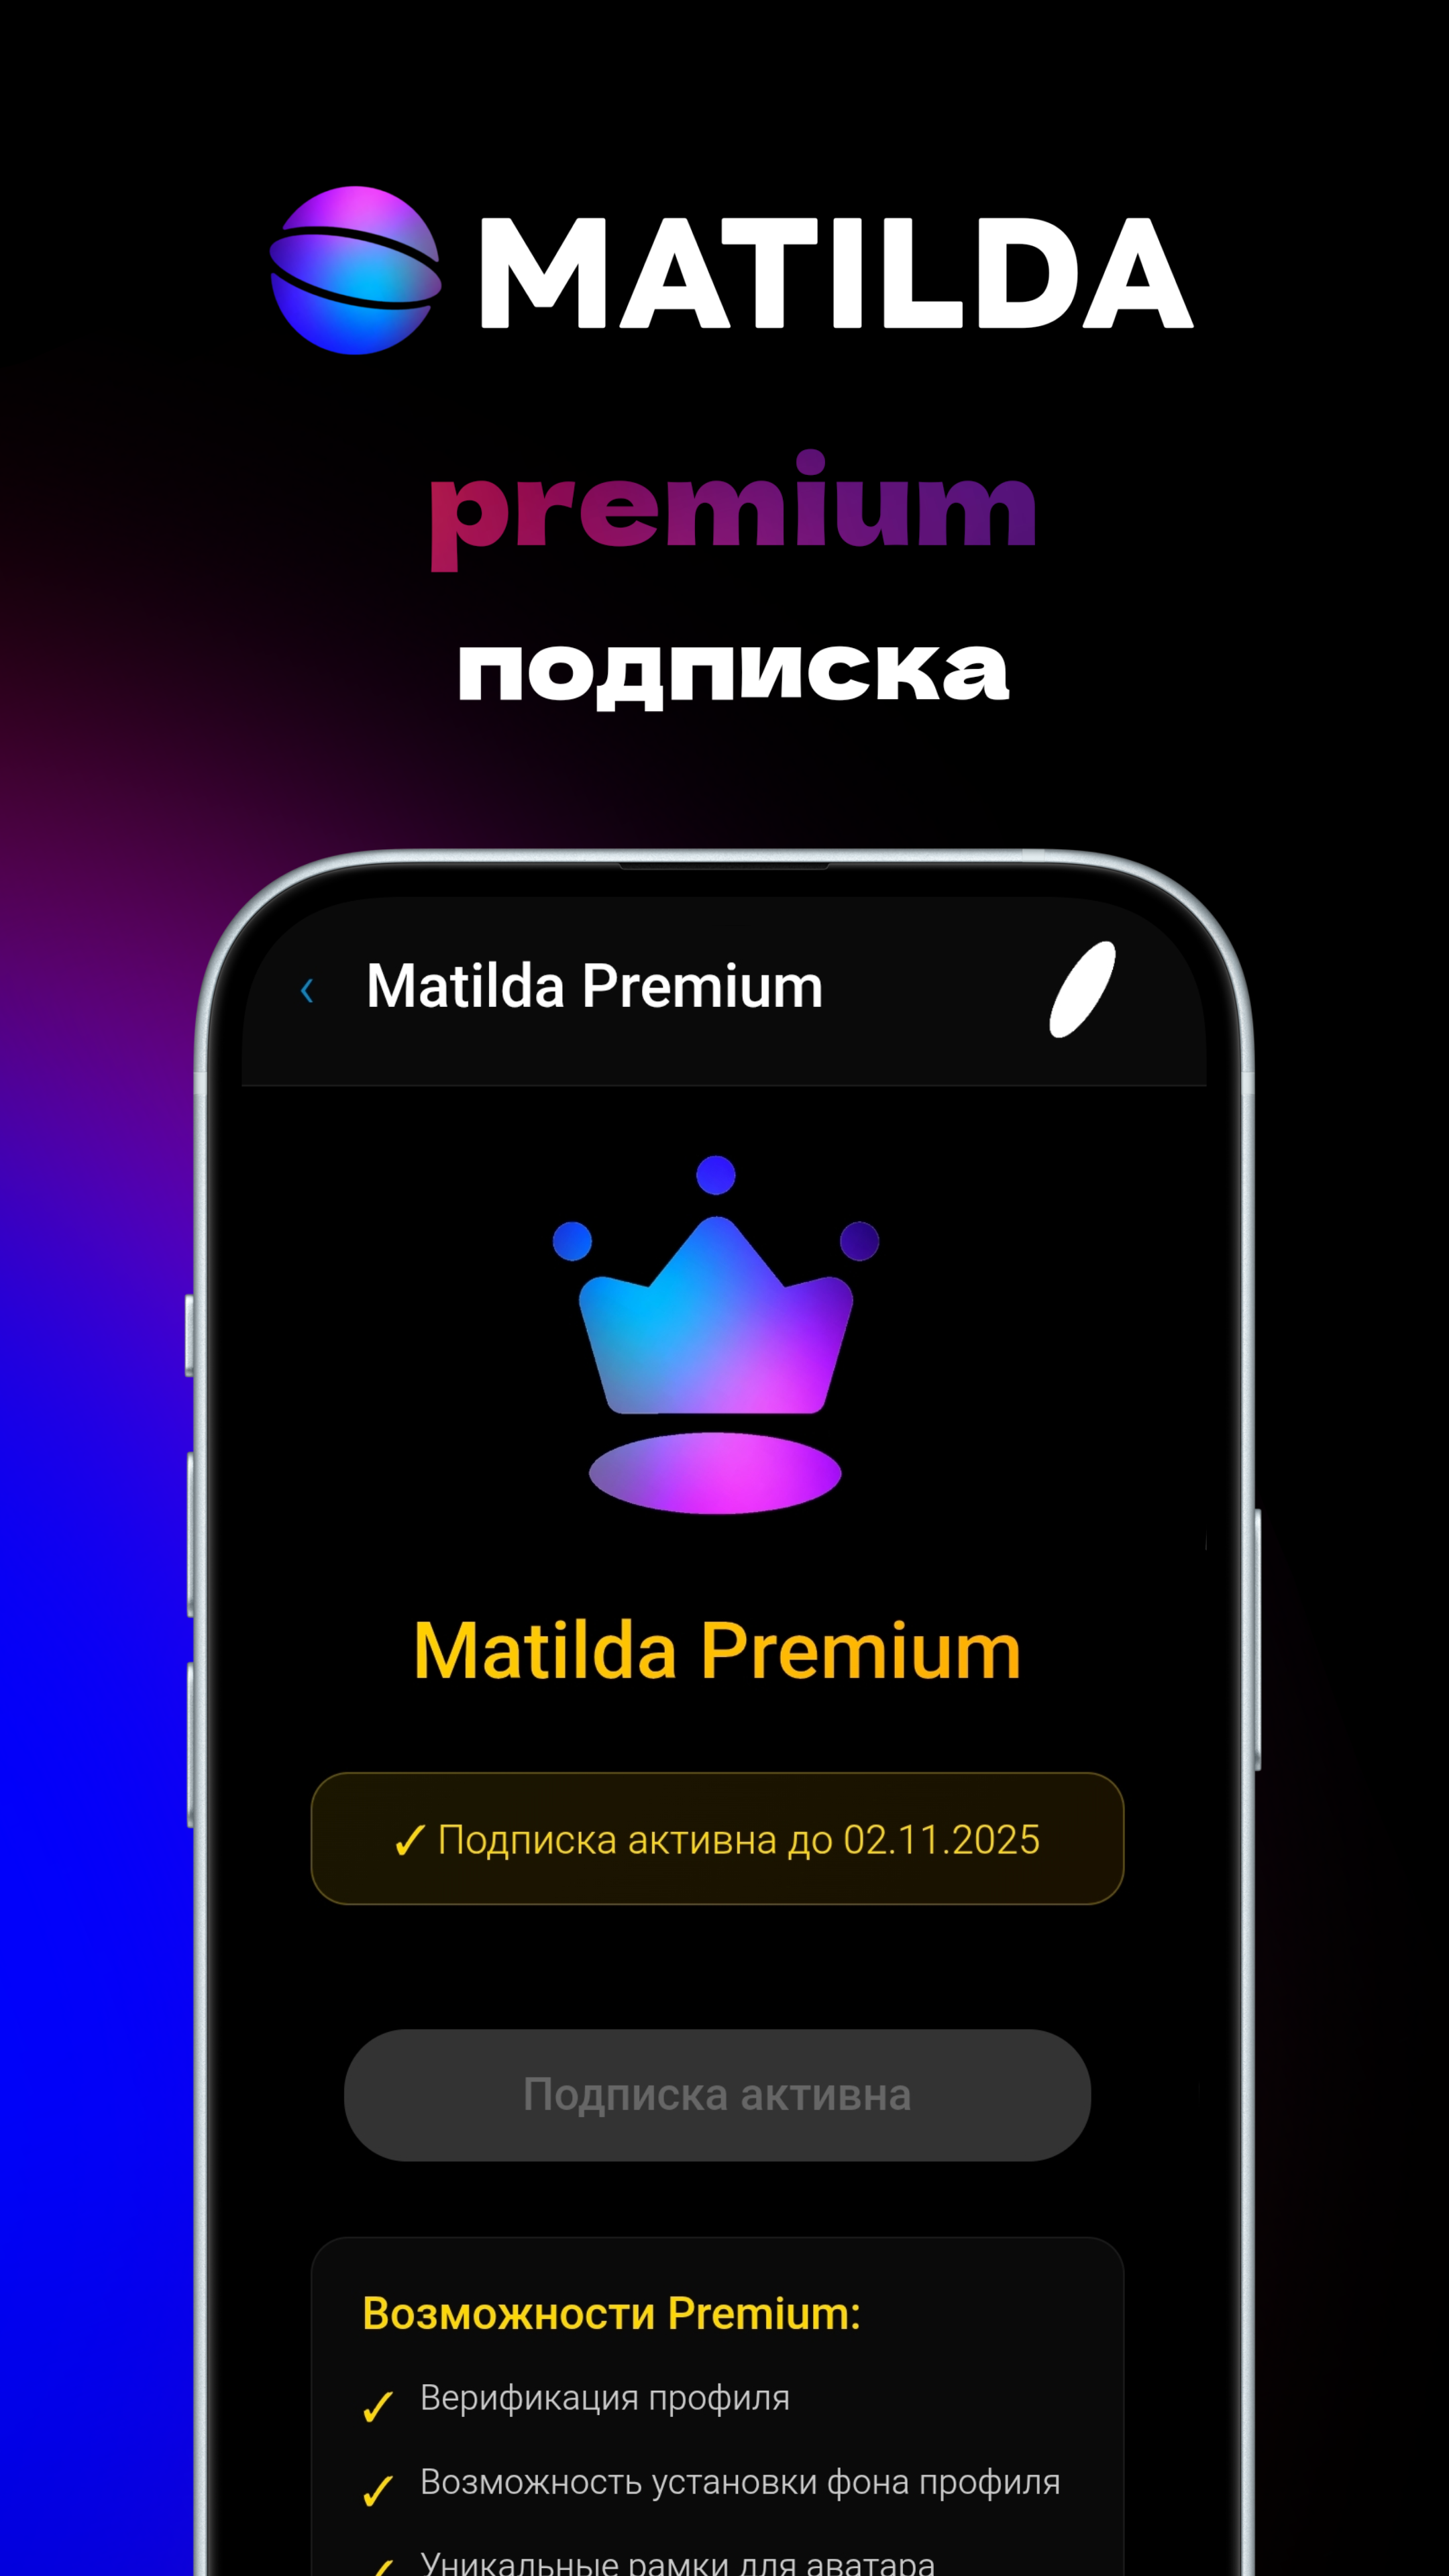 MATILDA
premium
подписка
‹ Matilda Premium
Matilda Premium
✓ Подписка активна до 02.11.2025
Подписка активна
Возможности Premium:
✓ Верификация профиля
✓ Возможность установки фона профиля
✓ Уникальные рамки для аватара